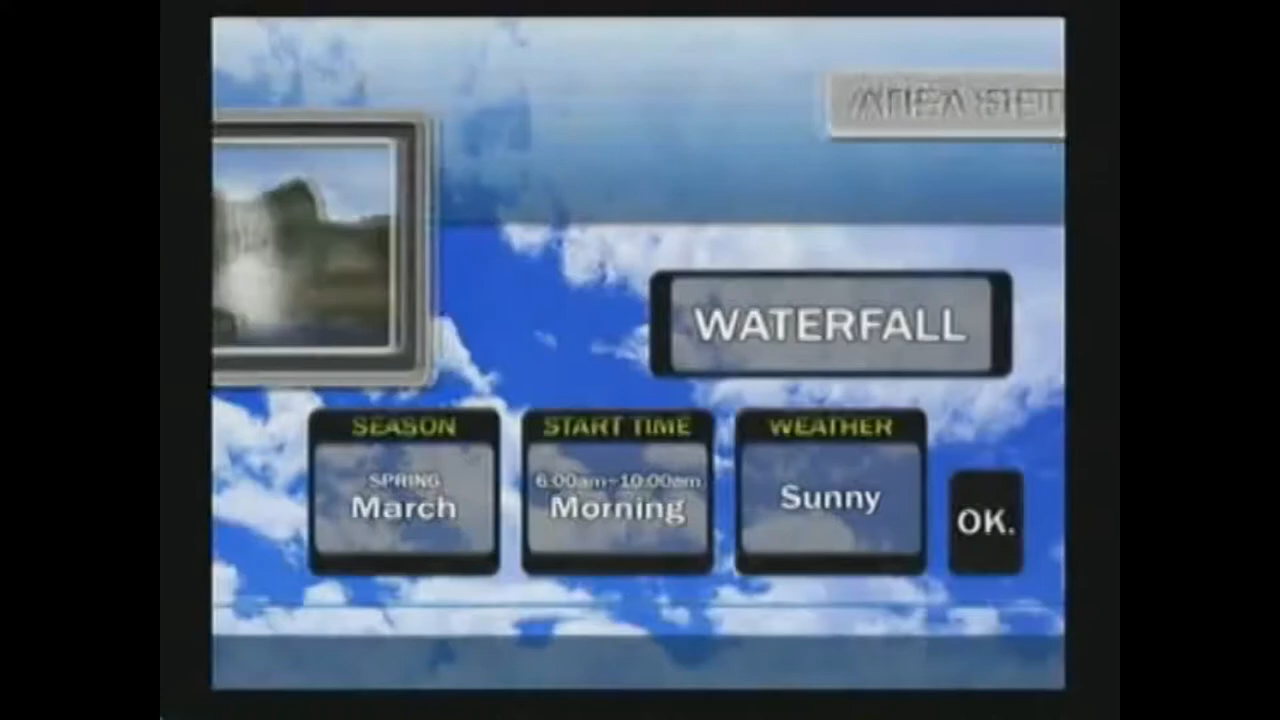 WATERFALL
SEASON
SPRING
March
START TIME
6:00am~10:00am
Morning
WEATHER
Sunny
OK.